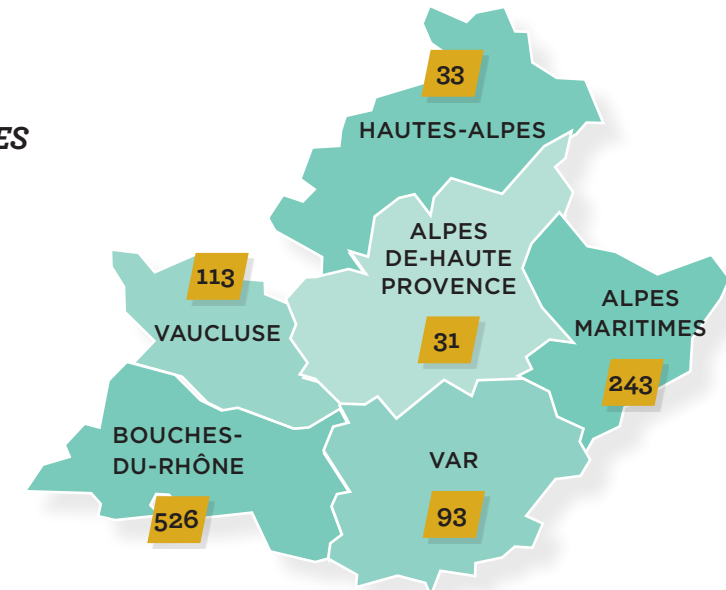 33
HAUTES-ALPES
ES
ALPES
DE-HAUTE
PROVENCE
31
113
VAUCLUSE
ALPES
MARITIMES
243
BOUCHES-
DU-RHÔNE
526
VAR
93